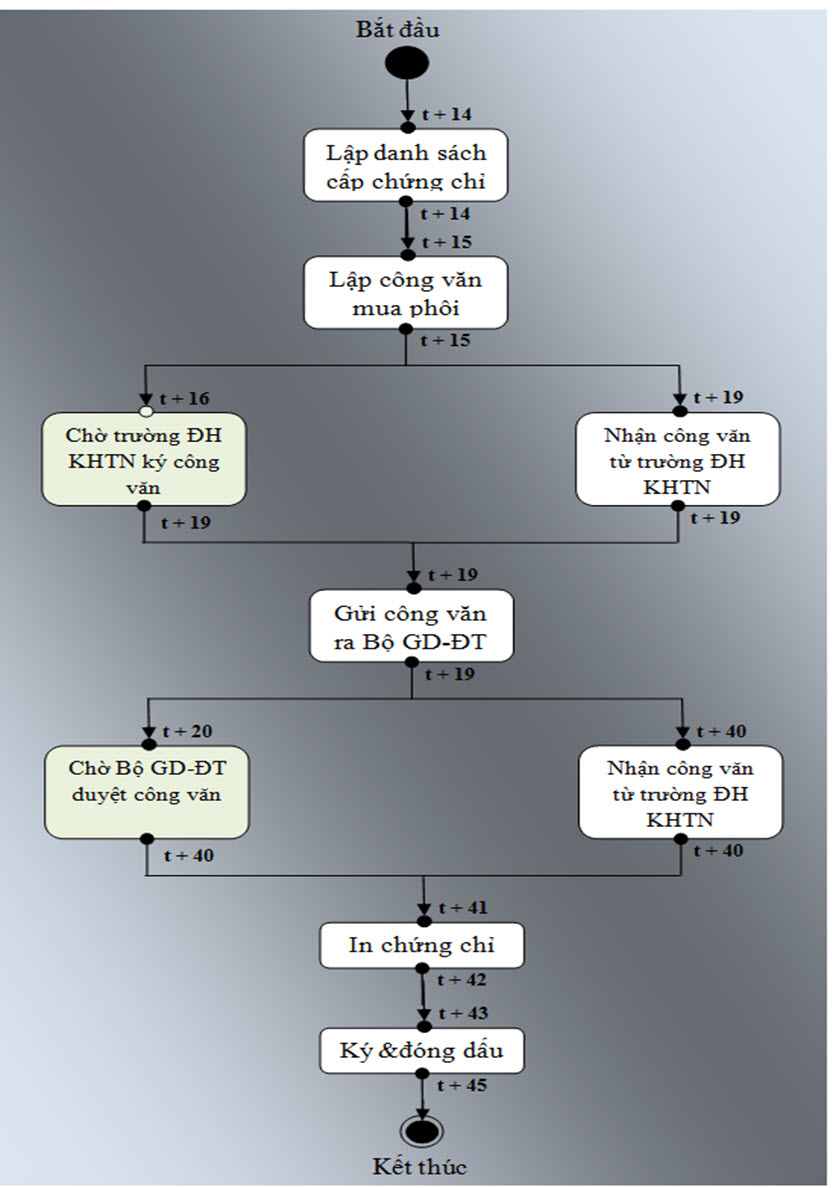 Bắt đầu
t + 14
Lập danh sách
cấp chứng chỉ
t + 14
t + 15
Lập công văn
mua phôi
t + 15
t + 16
t + 19
Chờ trường ĐH
KHTN ký công
văn
Nhận công văn
từ trường ĐH
KHTN
t + 19
t + 19
t + 19
Gửi công văn
ra Bộ GD-ĐT
t + 19
t + 20
t + 40
Chờ Bộ GD-ĐT
duyệt công văn
Nhận công văn
từ trường ĐH
KHTN
t + 40
t + 40
t + 41
In chứng chỉ
t + 42
t + 43
Ký &đóng dấu
t + 45
Kết thúc